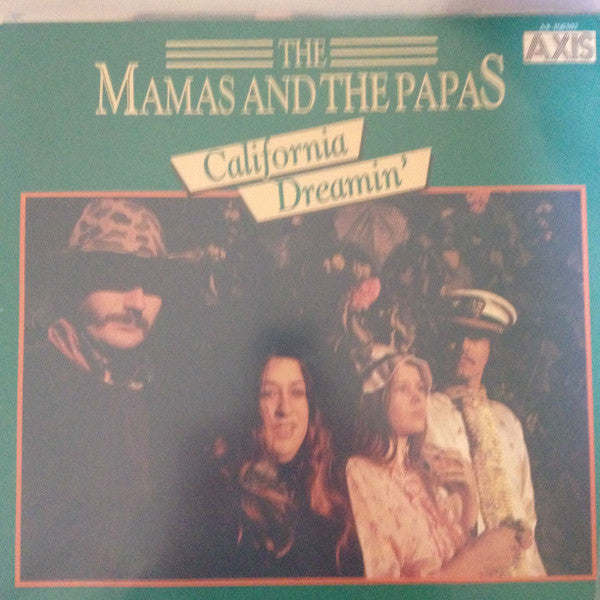 AXIS
THE
MAMAS AND THE PAPAS
California
Dreamin'